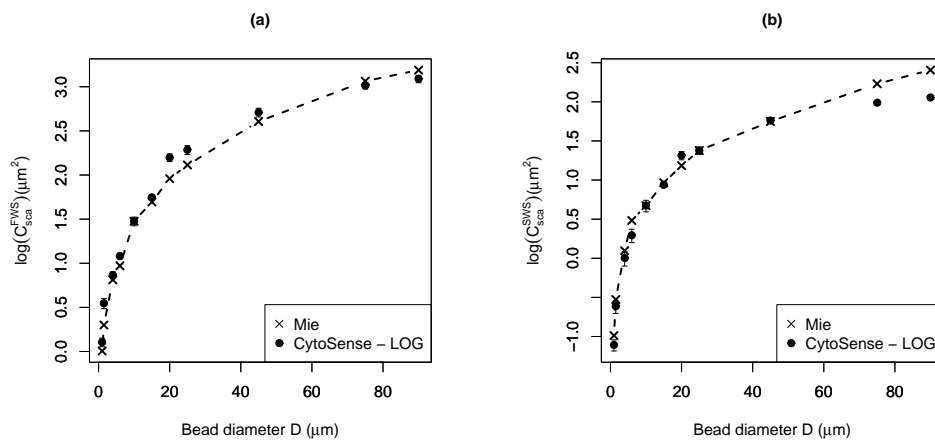 (a)
log(C_sca^FWS)(μm²)
3.0
2.5
2.0
1.5
1.0
0.5
0.0
Mie
CytoSense − LOG
0 20 40 60 80
Bead diameter D (μm)
(b)
log(C_sca^SWS)(μm²)
2.5
2.0
1.5
1.0
0.5
0.0
−1.0
Mie
CytoSense − LOG
0 20 40 60 80
Bead diameter D (μm)